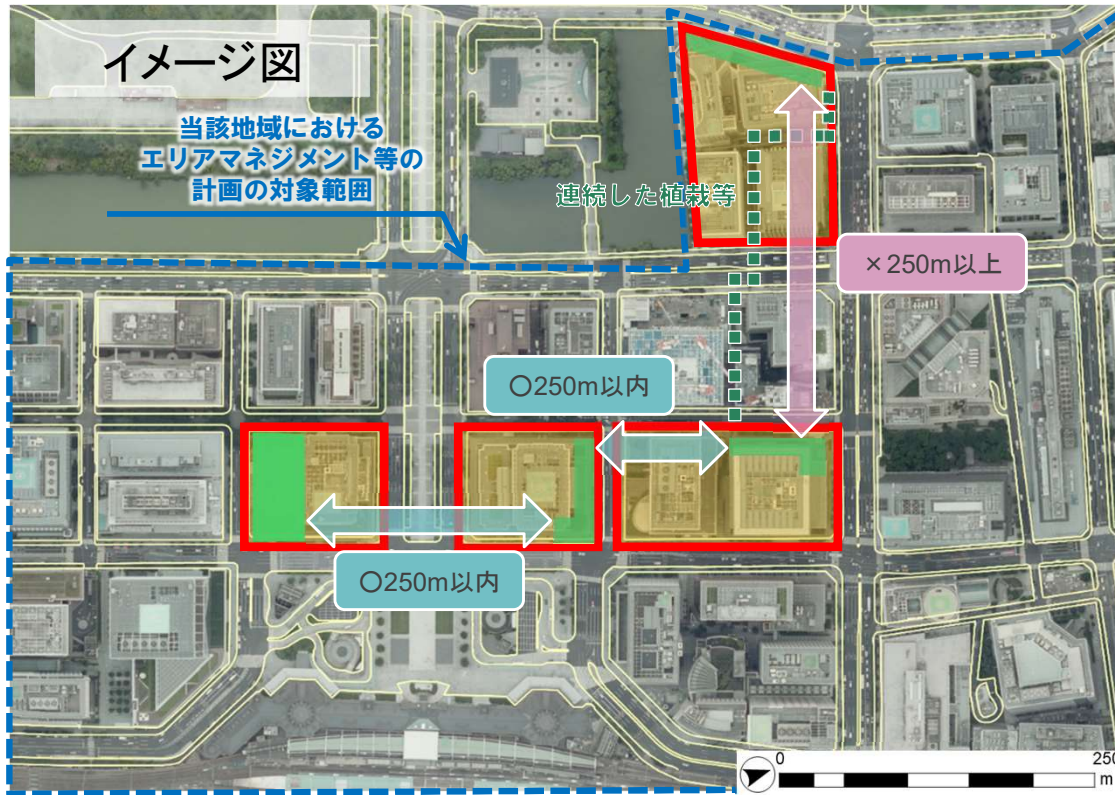 イメージ図
当該地域における
エリアマネジメント等の
計画の対象範囲
連続した植栽等
×250m以上
〇250m以内
〇250m以内
0
250
m